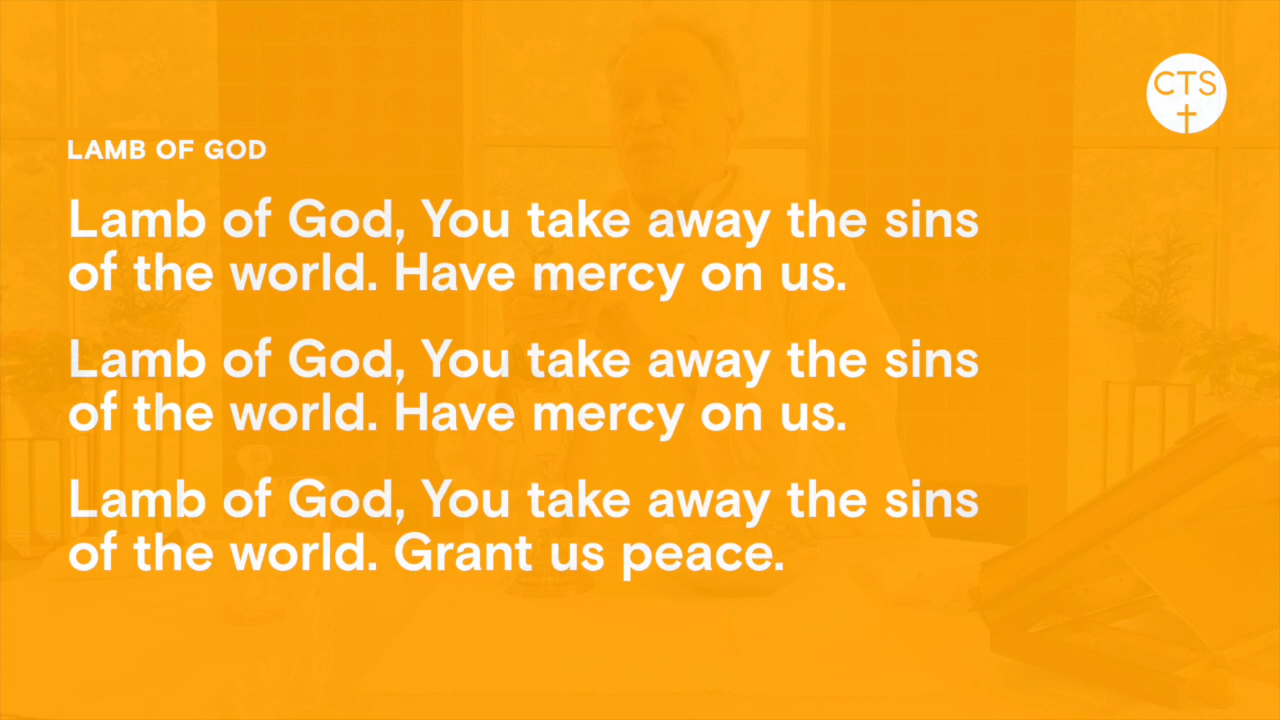 CTS
LAMB OF GOD
Lamb of God, You take away the sins
of the world. Have mercy on us.
Lamb of God, You take away the sins
of the world. Have mercy on us.
Lamb of God, You take away the sins
of the world. Grant us peace.